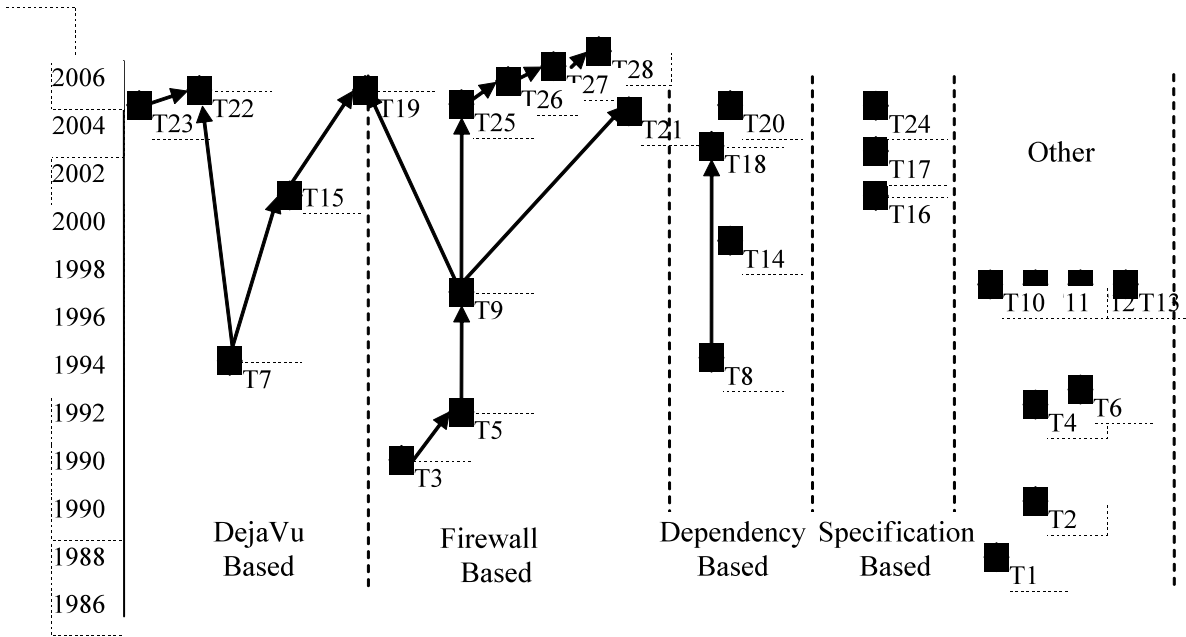 T28
2006
T27
T22
T26
T19
T23
T25
T21
T20
T24
2004
Other
T18
T17
2002
T15
T16
2000
T14
1998
T10
11
12
T13
T9
1996
1994
T7
T8
1992
T6
T4
T5
1990
T3
1990
T2
DejaVu
Based
Firewall
Based
Dependency
Based
Specification
Based
1988
T1
1986